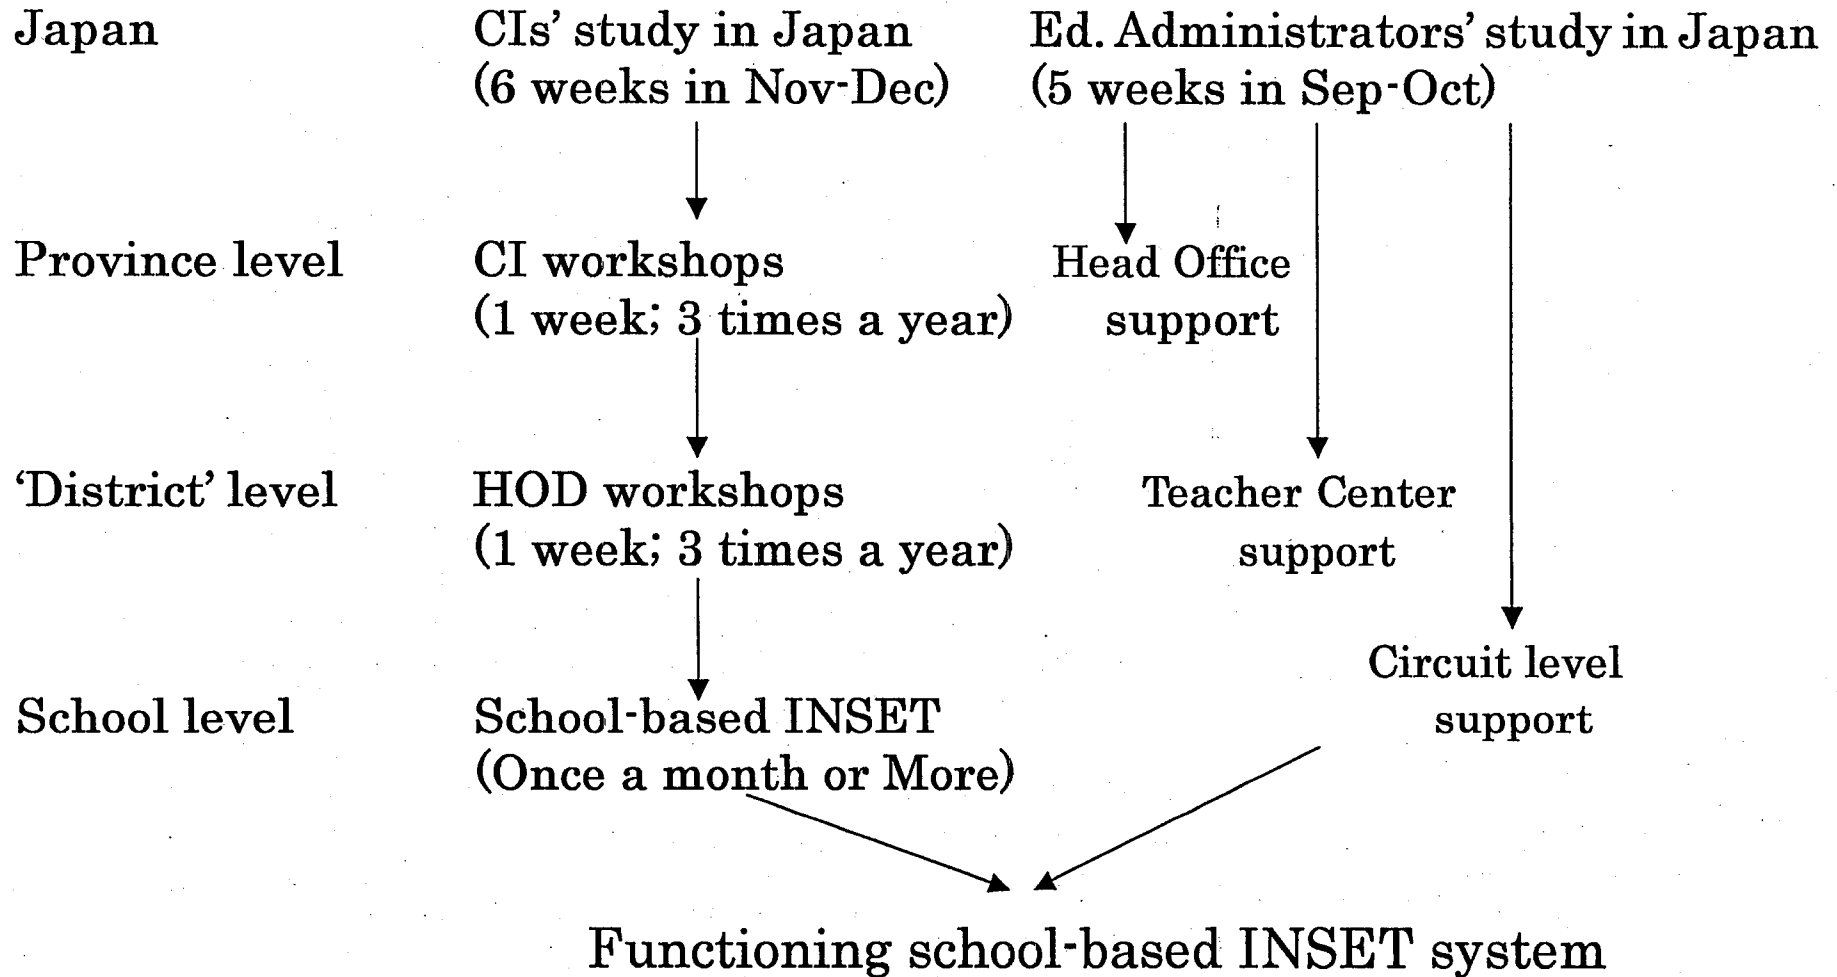 Japan
CIs' study in Japan
(6 weeks in Nov-Dec)
Ed. Administrators' study in Japan
(5 weeks in Sep-Oct)
Province level
CI workshops
(1 week; 3 times a year)
Head Office
support
'District' level
HOD workshops
(1 week; 3 times a year)
Teacher Center
support
Circuit level
support
School level
School-based INSET
(Once a month or More)
Functioning school-based INSET system